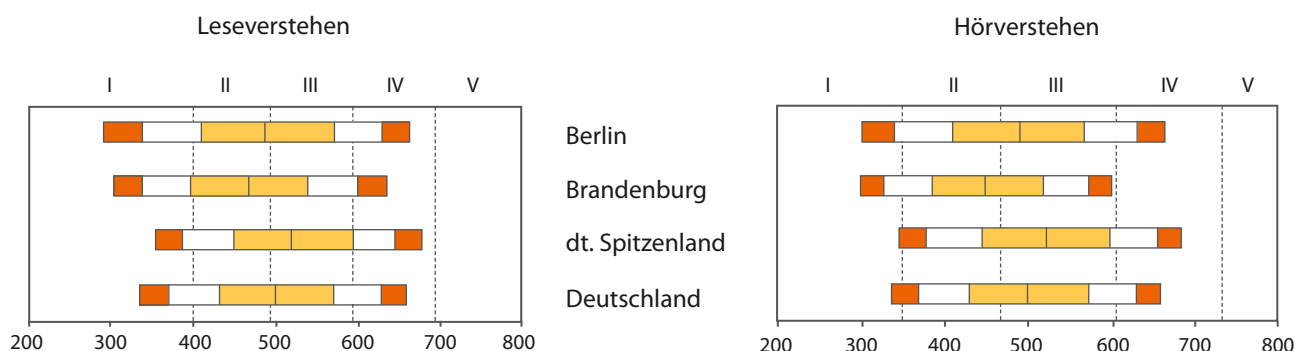 Leseverstehen
Hörverstehen
I II III IV V
I II III IV V
Berlin
Brandenburg
dt. Spitzenland
Deutschland
200 300 400 500 600 700 800
200 300 400 500 600 700 800